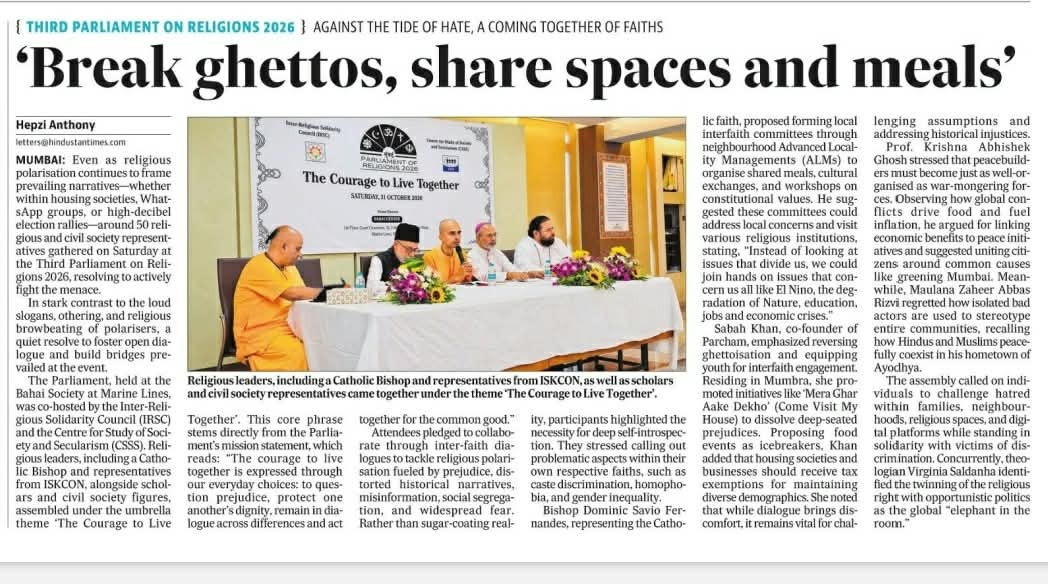 { THIRD PARLIAMENT ON RELIGIONS 2026 } AGAINST THE TIDE OF HATE, A COMING TOGETHER OF FAITHS
‘Break ghettos, share spaces and meals’
Hepzi Anthony
letters@hindustantimes.com
MUMBAI: Even as religious
polarisation continues to frame
prevailing narratives—whether
within housing societies, What-
sApp groups, or high-decibel
election rallies—around 50 reli-
gious and civil society represent-
atives gathered on Saturday at
the Third Parliament on Reli-
gions 2026, resolving to actively
fight the menace.
In stark contrast to the loud
slogans, othering, and religious
browbeating of polarisers, a
quiet resolve to foster open dia-
logue and build bridges pre-
vailed at the event.
The Parliament, held at the
Bahai Society at Marine Lines,
was co-hosted by the Inter-Reli-
gious Solidarity Council (IRSC)
and the Centre for Study of Soci-
ety and Secularism (CSSS). Reli-
gious leaders, including a Catho-
lic Bishop and representatives
from ISKCON, alongside schol-
ars and civil society figures,
assembled under the umbrella
theme ‘The Courage to Live
Inter-Religious Solidarity
Council (IRSC)
PARLIAMENT OF
RELIGIONS 2026
Centre for Study of Society
and Secularism (CSSS)
The Courage to Live Together
SATURDAY, 31 OCTOBER
Religious leaders, including a Catholic Bishop and representatives from ISKCON, as well as scholars
and civil society representatives came together under the theme ‘The Courage to Live Together’.
Together’. This core phrase
stems directly from the Parlia-
ment’s mission statement, which
reads: “The courage to live
together is expressed through
our everyday choices: to ques-
tion prejudice, protect one
another’s dignity, remain in dia-
logue across differences and act
together for the common good.”
Attendees pledged to collabo-
rate through inter-faith dia-
logues to tackle religious polari-
sation fueled by prejudice, dis-
torted historical narratives,
misinformation, social segrega-
tion, and widespread fear.
Rather than sugar-coating real-
ity, participants highlighted the
necessity for deep self-introspec-
tion. They stressed calling out
problematic aspects within their
own respective faiths, such as
caste discrimination, homopho-
bia, and gender inequality.
Bishop Dominic Savio Fer-
nandes, representing the Catho-
lic faith, proposed forming local
interfaith committees through
neighbourhood Advanced Local-
ity Managements (ALMs) to
organise shared meals, cultural
exchanges, and workshops on
constitutional values. He sug-
gested these committees could
address local concerns and visit
various religious institutions,
stating, “Instead of looking at
issues that divide us, we could
join hands on issues that con-
cern us all like El Nino, the deg-
radation of Nature, education,
jobs and economic crises.”
Sabah Khan, co-founder of
Parcham, emphasized reversing
ghettoisation and equipping
youth for interfaith engagement.
Residing in Mumbra, she pro-
moted initiatives like ‘Mera Ghar
Aake Dekho’ (Come Visit My
House) to dissolve deep-seated
prejudices. Proposing food
events as icebreakers, Khan
added that housing societies and
businesses should receive tax
exemptions for maintaining
diverse demographics. She noted
that while dialogue brings dis-
comfort, it remains vital for chal-
lenging assumptions and
addressing historical injustices.
Prof. Krishna Abhishek
Ghosh stressed that peacebuild-
ers must become just as well-or-
ganised as war-mongering for-
ces. Observing how global con-
flicts drive food and fuel
inflation, he argued for linking
economic benefits to peace initi-
atives and suggested uniting citi-
zens around common causes
like greening Mumbai. Mean-
while, Maulana Zaheer Abbas
Rizvi regretted how isolated bad
actors are used to stereotype
entire communities, recalling
how Hindus and Muslims peace-
fully coexist in his hometown of
Ayodhya.
The assembly called on indi-
viduals to challenge hatred
within families, neighbour-
hoods, religious spaces, and digi-
tal platforms while standing in
solidarity with victims of dis-
crimination. Concurrently, theo-
logian Virginia Saldanha identi-
fied the twinning of the religious
right with opportunistic politics
as the global “elephant in the
room.”